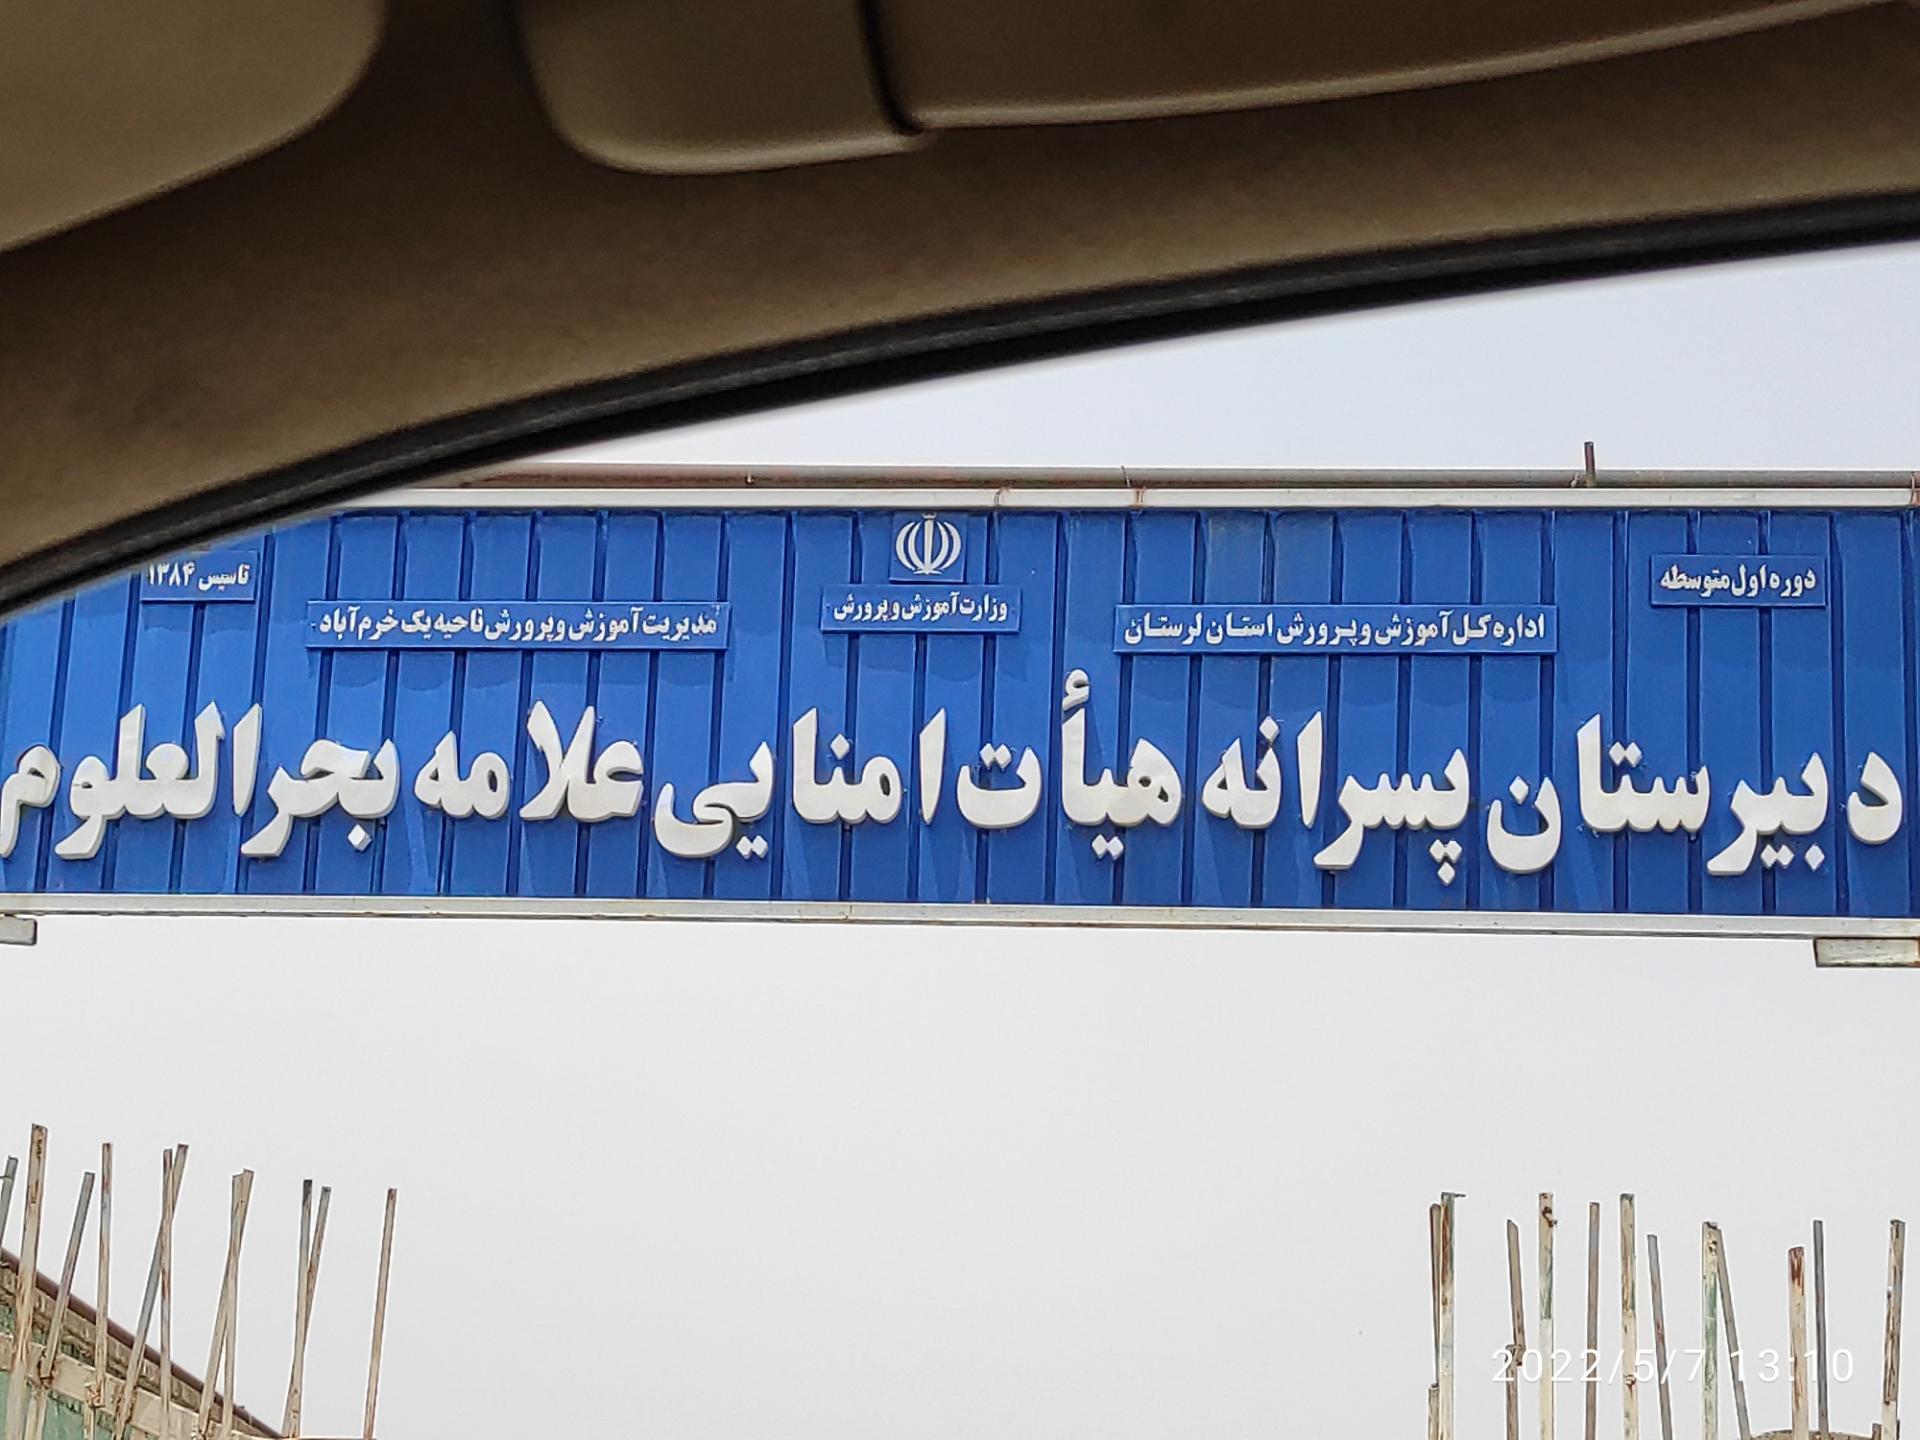 دوره اول متوسطه
اداره کل آموزش و پرورش استان لرستان
وزارت آموزش و پرورش
مدیریت آموزش و پرورش ناحیه یک خرم آباد
تاسیس ۱۳۸۴
دبیرستان پسرانه هیأت امنایی علامه بحرالعلوم
2022/5/7 13:10